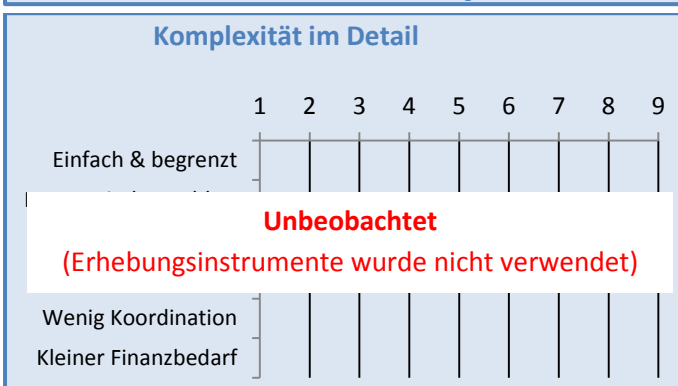 Komplexität im Detail
1 2 3 4 5 6 7 8 9
Einfach & begrenzt
Unbeobachtet
(Erhebungsinstrumente wurde nicht verwendet)
Wenig Koordination
Kleiner Finanzbedarf